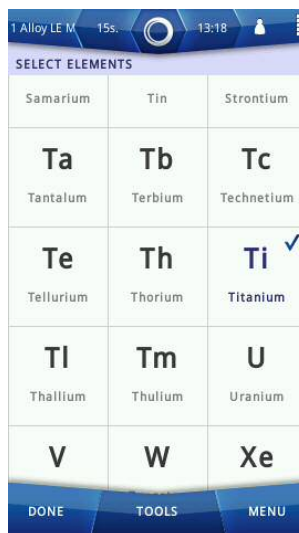 1 Alloy LE M 15s. 13:18
SELECT ELEMENTS
Samarium Tin Strontium
Ta Tb Tc
Tantalum Terbium Technetium
Te Th Ti
Tellurium Thorium Titanium
Tl Tm U
Thallium Thulium Uranium
V W Xe
DONE TOOLS MENU